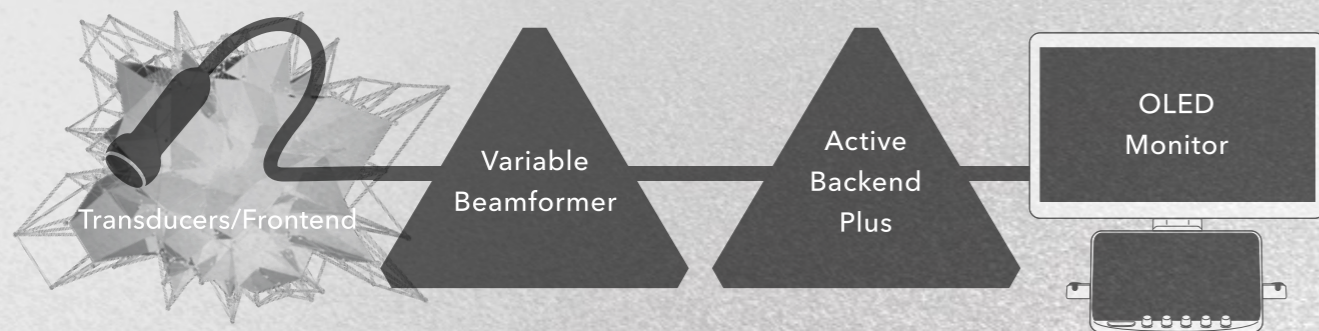 Transducers/Frontend
Variable
Beamformer
Active
Backend
Plus
OLED
Monitor